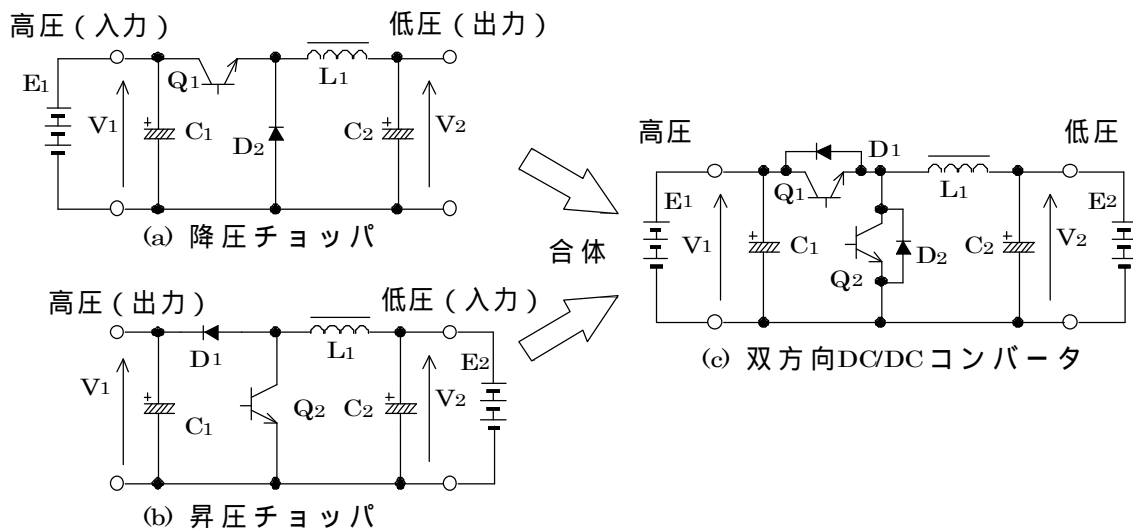 高圧(入力)
低圧(出力)
E1
V1
+
C1
Q1
D2
L1
+
C2
V2
(a) 降圧チョッパ
高圧(出力)
低圧(入力)
V1
+
C1
D1
Q2
L1
+
C2
V2
E2
(b) 昇圧チョッパ
合体
高圧
低圧
E1
V1
+
C1
Q1
D1
Q2
D2
L1
+
C2
V2
E2
(c) 双方向DC/DCコンバータ